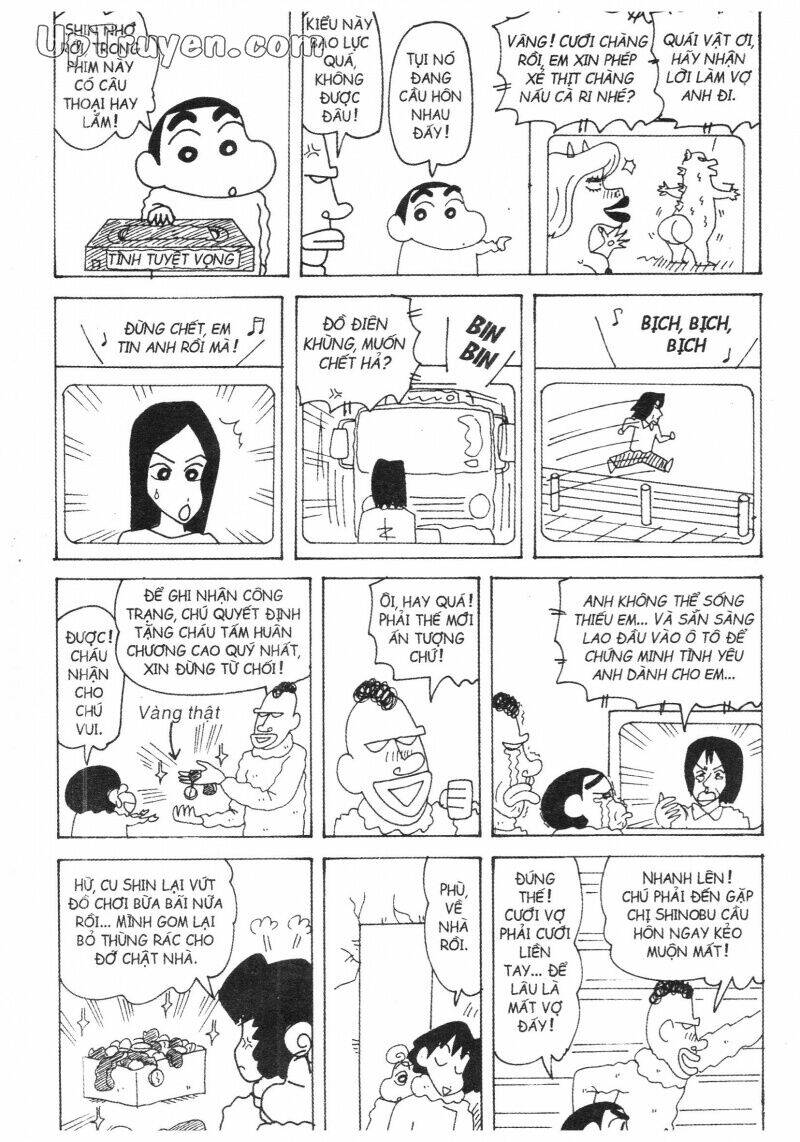 UpTruyen.com
QUÁI VẬT ƠI,
HÃY NHẬN
LỜI LÀM VỢ
ANH ĐI.
VÂNG! CƯỚI CHÀNG
RỒI, EM XIN PHÉP
XẺ THỊT CHÀNG
NẤU CÀ RI NHÉ?
TỤI NÓ
ĐANG
CẦU HÔN
NHAU
ĐẤY!
KIỂU NÀY
BẠO LỰC
QUÁ,
KHÔNG
ĐƯỢC
ĐÂU!
SHIN NHỚ
RỒI, TRONG
PHIM NÀY
CÓ CÂU
THOẠI HAY
LẮM!
TÌNH TUYỆT VỌNG
BỊCH, BỊCH,
BỊCH
BIN
BIN
ĐỒ ĐIÊN
KHÙNG, MUỐN
CHẾT HẢ?
ĐỪNG CHẾT, EM
TIN ANH RỒI MÀ!
ANH KHÔNG THỂ SỐNG
THIẾU EM... VÀ SẴN SÀNG
LAO ĐẦU VÀO Ô TÔ ĐỂ
CHỨNG MINH TÌNH YÊU
ANH DÀNH CHO EM...
ÔI, HAY QUÁ!
PHẢI THẾ MỚI
ẤN TƯỢNG
CHỨ!
ĐỂ GHI NHẬN CÔNG
TRẠNG, CHÚ QUYẾT ĐỊNH
TẶNG CHÁU TẤM HUÂN
CHƯƠNG CAO QUÝ NHẤT,
XIN ĐỪNG TỪ CHỐI!
Vàng thật
ĐƯỢC!
CHÁU
NHẬN
CHO
CHÚ
VUI.
NHANH LÊN!
CHÚ PHẢI ĐẾN GẶP
CHỊ SHINOBU CẦU
HÔN NGAY KẺO
MUỘN MẤT!
ĐÚNG
THẾ!
CƯỚI VỢ
PHẢI CƯỚI
LIỀN
TAY... ĐỂ
LÂU LÀ
MẤT VỢ
ĐẤY!
PHÙ,
VỀ
NHÀ
RỒI.
HỪ, CU SHIN LẠI VỨT
ĐỒ CHƠI BỪA BÃI NỮA
RỒI... MÌNH GOM LẠI
BỎ THÙNG RÁC CHO
ĐỠ CHẬT NHÀ.